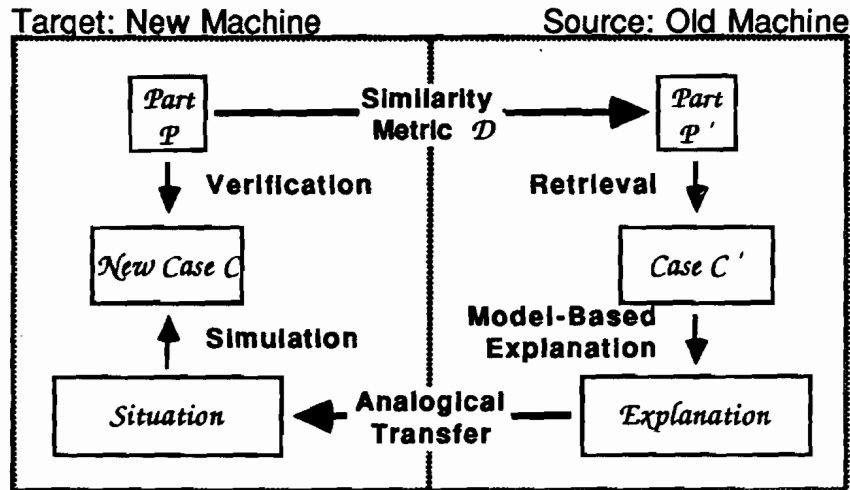 Target: New Machine
Source: Old Machine
Part
P
Similarity
Metric D
Part
P'
Verification
Retrieval
New Case C
Case C'
Simulation
Model-Based
Explanation
Situation
Analogical
Transfer
Explanation